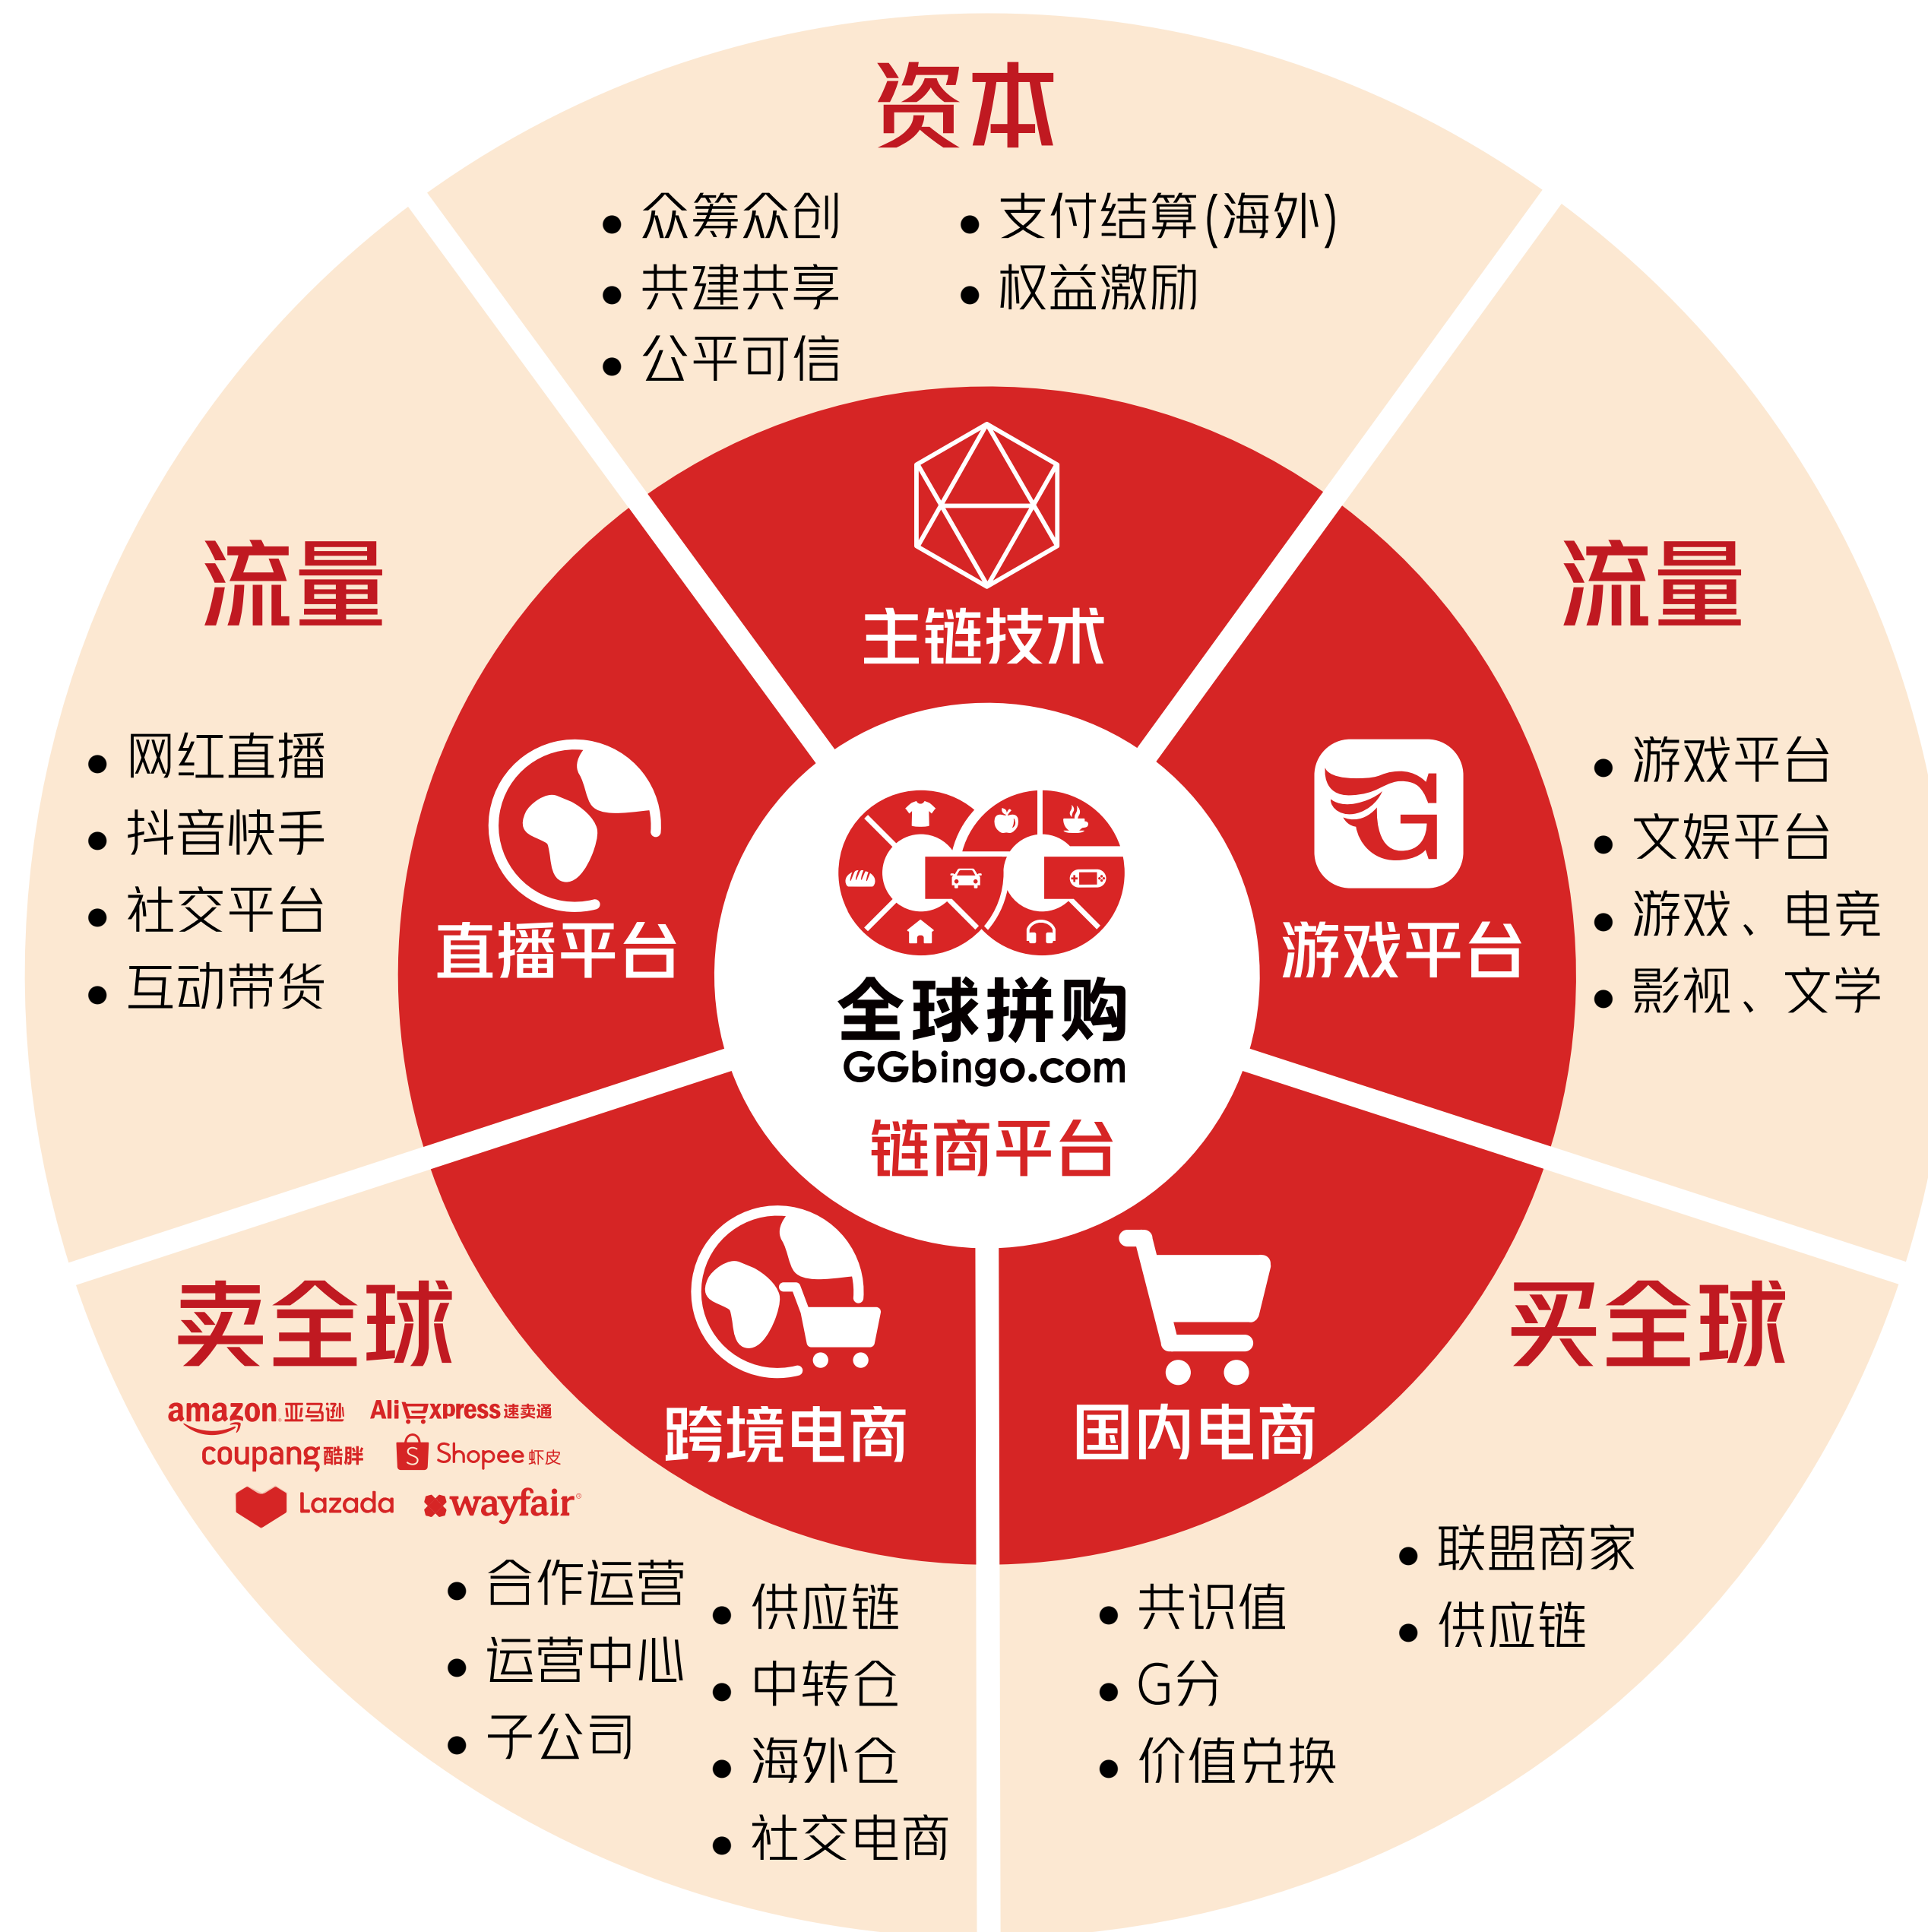 资本
众筹众创
共建共享
公平可信
支付结算(海外)
权益激励
主链技术
流量
网红直播
抖音快手
社交平台
互动带货
直播平台
流量
游戏平台
文娱平台
游戏、电竞
影视、文学
游戏平台
G
全球拼购
GGbingo.com
链商平台
卖全球
amazon 亚马逊
AliExpress 速卖通
coupang 酷胖
Shopee 虾皮
Lazada
wayfair
跨境电商
合作运营
运营中心
子公司
供应链
中转仓
海外仓
社交电商
买全球
国内电商
共识值
G分
价值兑换
联盟商家
供应链